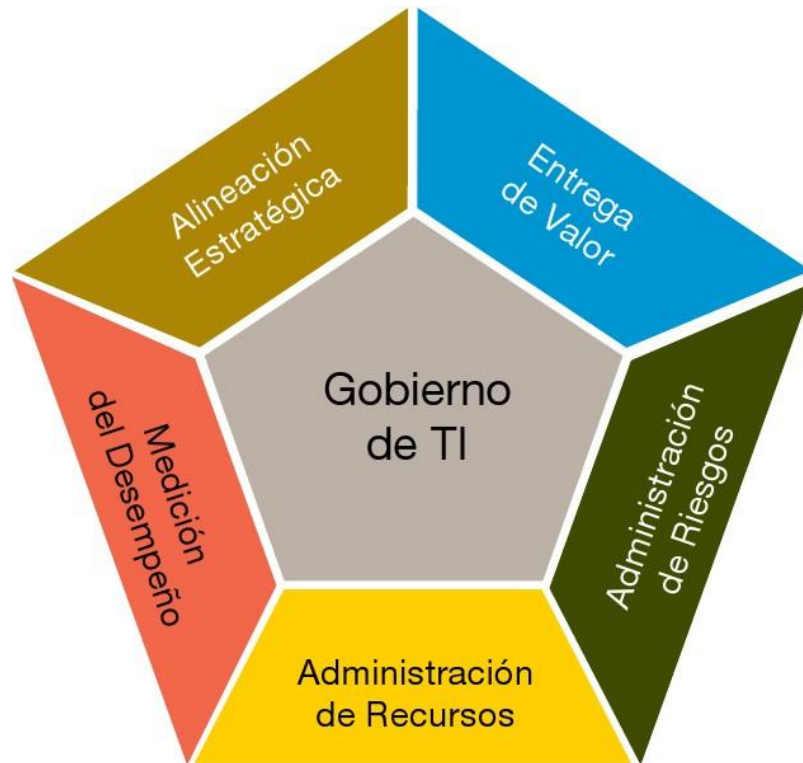 Alineación
Estratégica
Entrega
de Valor
Gobierno
de TI
Medición
del Desempeño
Administración
de Riesgos
Administración
de Recursos